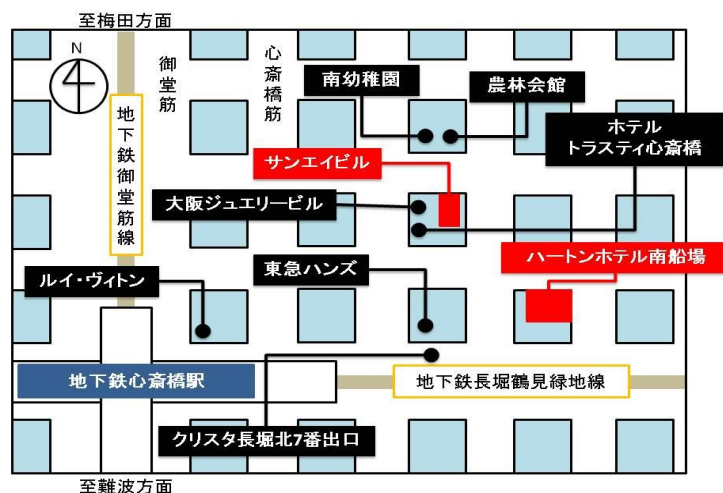 至梅田方面
N
御堂筋
心斎橋筋
南幼稚園
農林会館
ホテル
トラスティ心斎橋
サンエイビル
地下鉄御堂筋線
大阪ジュエリービル
ハートンホテル南船場
ルイ・ヴィトン
東急ハンズ
地下鉄心斎橋駅
地下鉄長堀鶴見緑地線
クリスタ長堀北7番出口
至難波方面